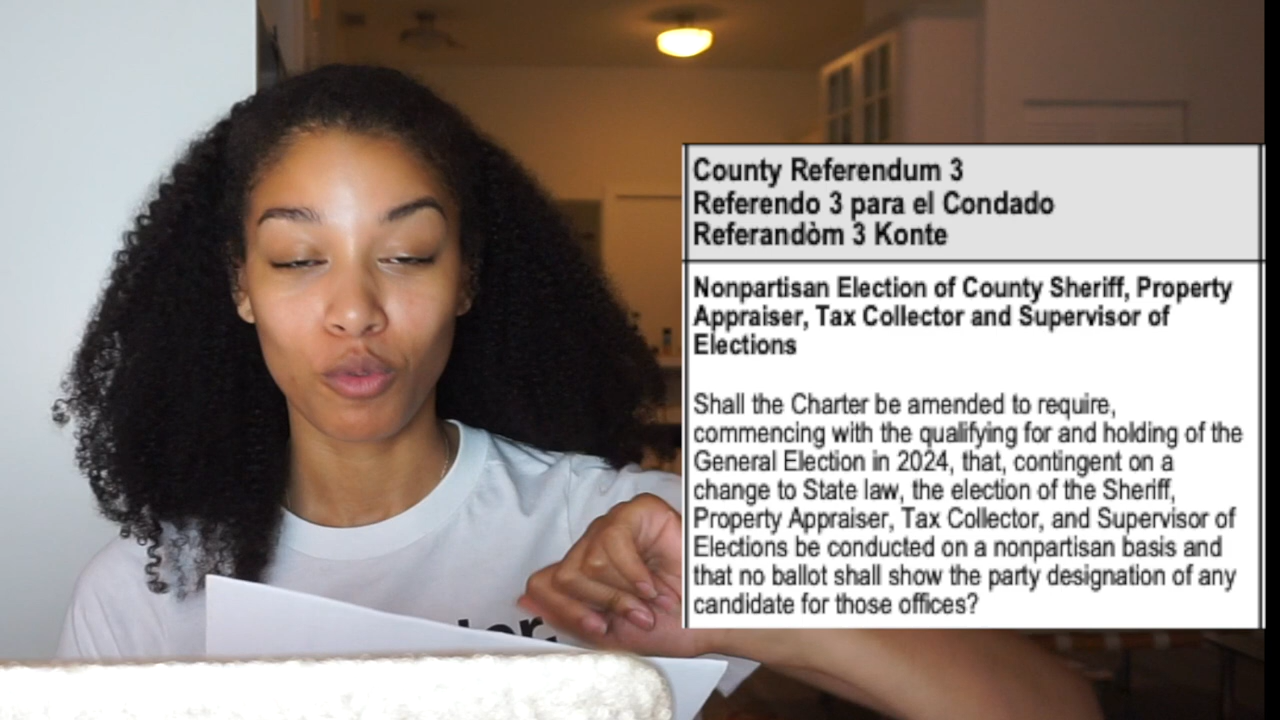 County Referendum 3
Referendo 3 para el Condado
Referandòm 3 Konte
Nonpartisan Election of County Sheriff, Property
Appraiser, Tax Collector and Supervisor of
Elections
Shall the Charter be amended to require,
commencing with the qualifying for and holding of the
General Election in 2024, that, contingent on a
change to State law, the election of the Sheriff,
Property Appraiser, Tax Collector, and Supervisor of
Elections be conducted on a nonpartisan basis and
that no ballot shall show the party designation of any
candidate for those offices?